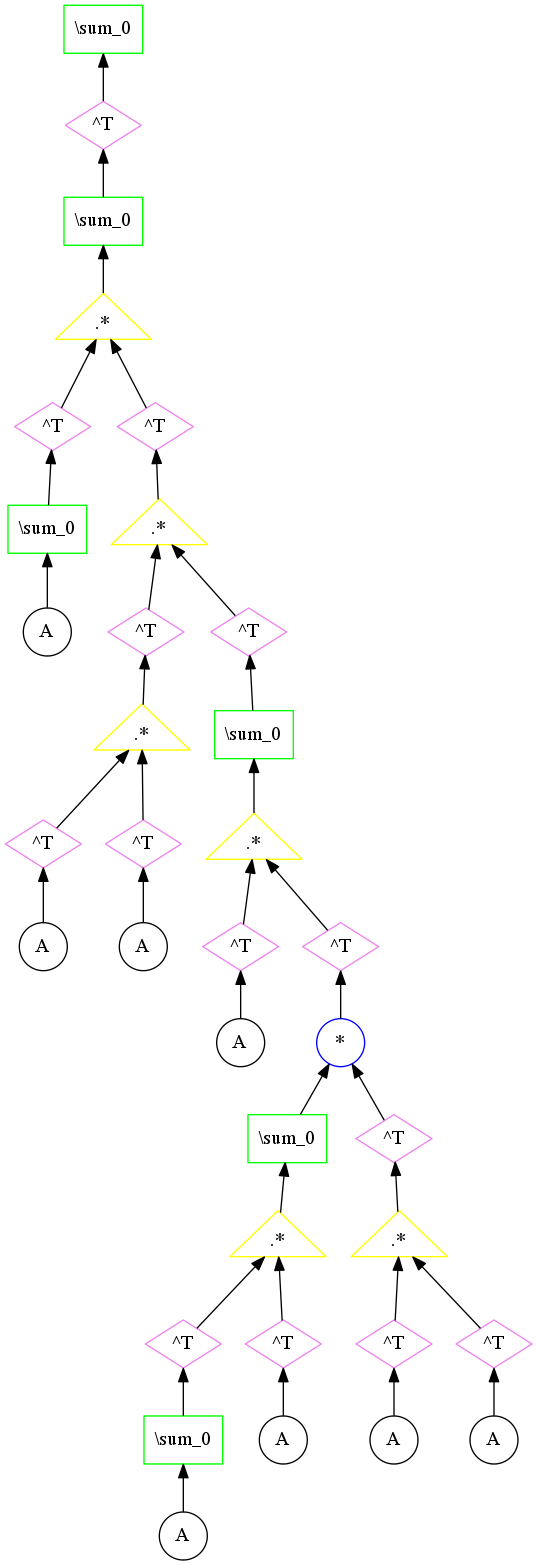 \sum_0
^T
\sum_0
.*
^T ^T
\sum_0 .*
A ^T ^T
.* \sum_0
^T ^T .*
A A ^T ^T
A *
\sum_0 ^T
.* .*
^T ^T ^T ^T
\sum_0 A A A
A